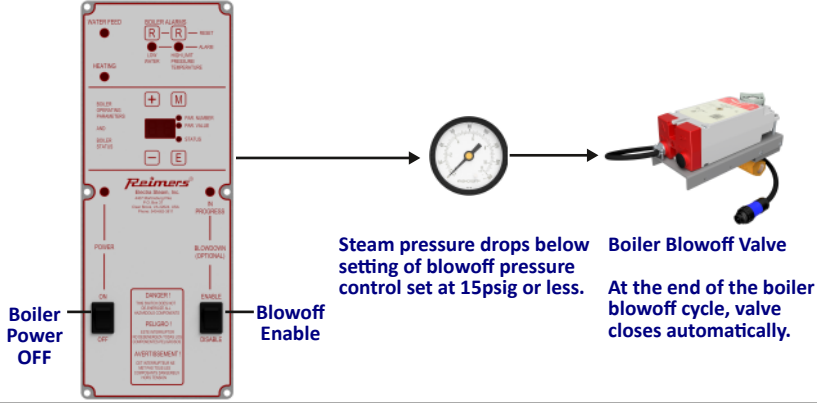 WATER FEED
BOILER ALARMS
R R RESET
ALARM
LOW
WATER
HIGH LIMIT
PRESSURE
TEMPERATURE
HEATING
+ M
BOILER
OPERATING
PARAMETERS
AND
BOILER
STATUS
PAR. NUMBER
PAR. VALUE
STATUS
− E
Reimers
Electra Steam, Inc.
IN
PROGRESS
POWER
BLOWDOWN
(OPTIONAL)
ON
ENABLE
OFF
DISABLE
DANGER !
PELIGRO !
AVERTISSEMENT !
Boiler
Power
OFF
Blowoff
Enable
Steam pressure drops below
setting of blowoff pressure
control set at 15psig or less.
Boiler Blowoff Valve
At the end of the boiler
blowoff cycle, valve
closes automatically.